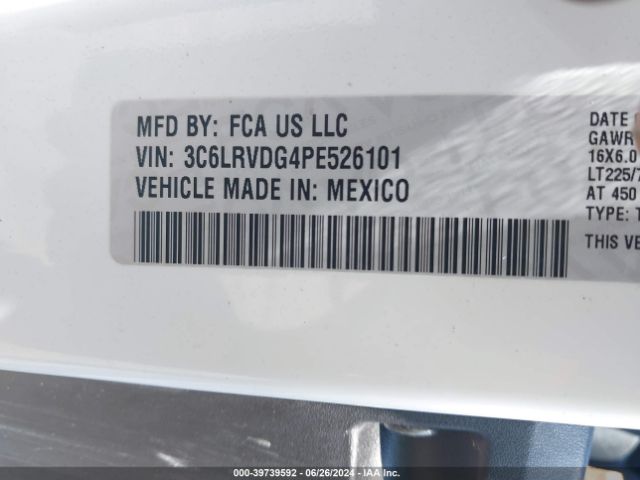 MFD BY: FCA US LLC
VIN: 3C6LRVDG4PE526101
VEHICLE MADE IN: MEXICO
DATE
GAWR
16X6.0
LT225/7
AT 450
TYPE: T
THIS VE
000-39739592 - 06/26/2024 - IAA Inc.